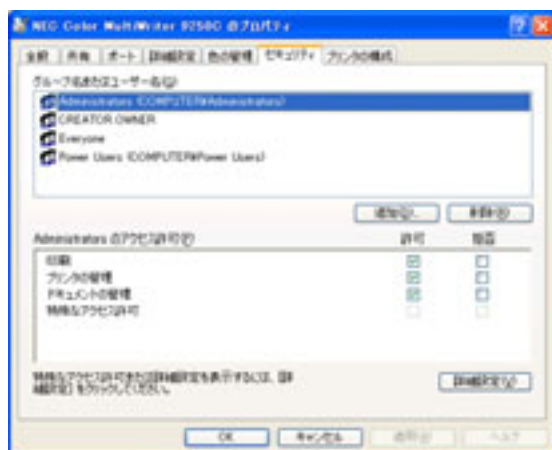 NEC Color MultiWriter 9250C のプロパティ
全般 共有 ポート 詳細設定 色の管理 セキュリティ プリンタの構成
グループ名またはユーザー名(G):
Administrators (COMPUTER¥Administrators)
CREATOR OWNER
Everyone
Power Users (COMPUTER¥Power Users)
追加(D)... 削除(R)
Administrators のアクセス許可(P) 許可 拒否
印刷
プリンタの管理
ドキュメントの管理
特殊なアクセス許可
特殊なアクセス許可または詳細設定を表示するには、[詳
細設定] をクリックしてください。
詳細設定(V)
OK キャンセル 適用(A) ヘルプ